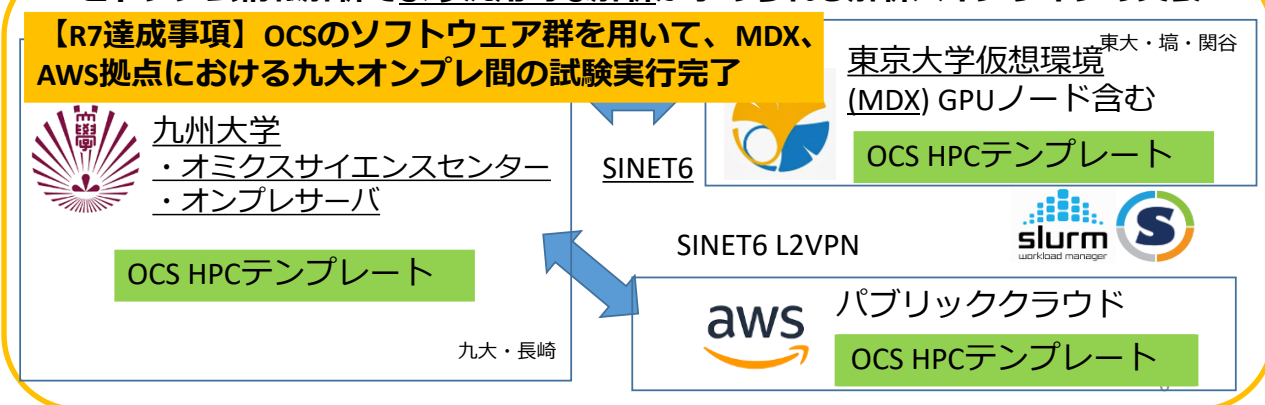 【R7達成事項】OCSのソフトウェア群を用いて、MDX、
AWS拠点における九大オンプレ間の試験実行完了
九州大学
・オミクスサイエンスセンター
・オンプレサーバ
OCS HPCテンプレート
九大・長崎
SINET6
SINET6 L2VPN
東大・塙・関谷
東京大学仮想環境
(MDX) GPUノード含む
OCS HPCテンプレート
slurm
workload manager
S
aws
パブリッククラウド
OCS HPCテンプレート